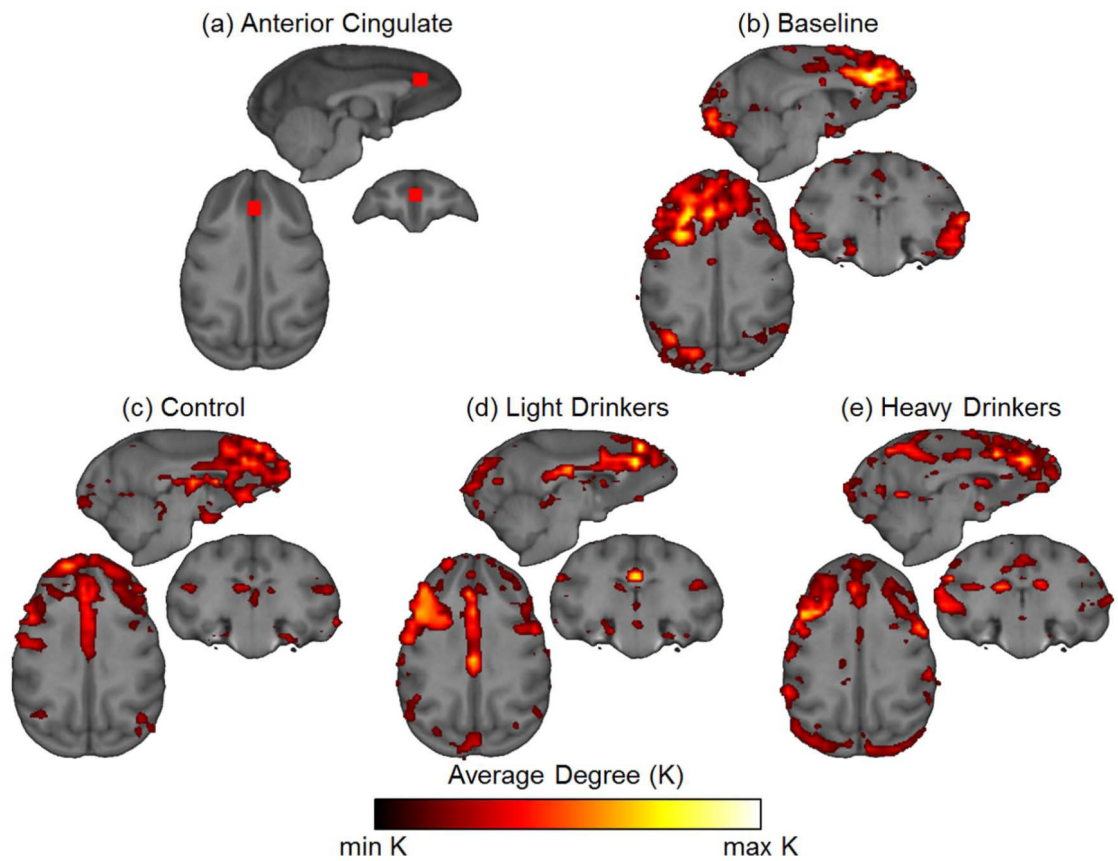 (a) Anterior Cingulate
(b) Baseline
(c) Control
(d) Light Drinkers
(e) Heavy Drinkers
Average Degree (K)
min K
max K